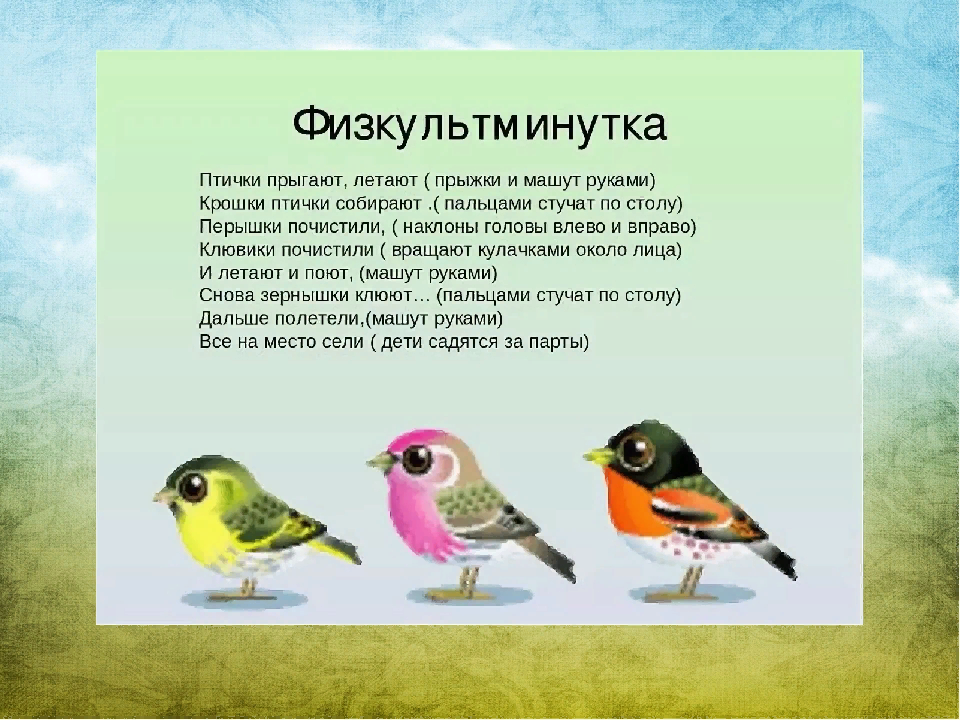 Физкультминутка
Птички прыгают, летают ( прыжки и машут руками)
Крошки птички собирают .( пальцами стучат по столу)
Перышки почистили, ( наклоны головы влево и вправо)
Клювики почистили ( вращают кулачками около лица)
И летают и поют, (машут руками)
Снова зернышки клюют… (пальцами стучат по столу)
Дальше полетели,(машут руками)
Все на место сели ( дети садятся за парты)